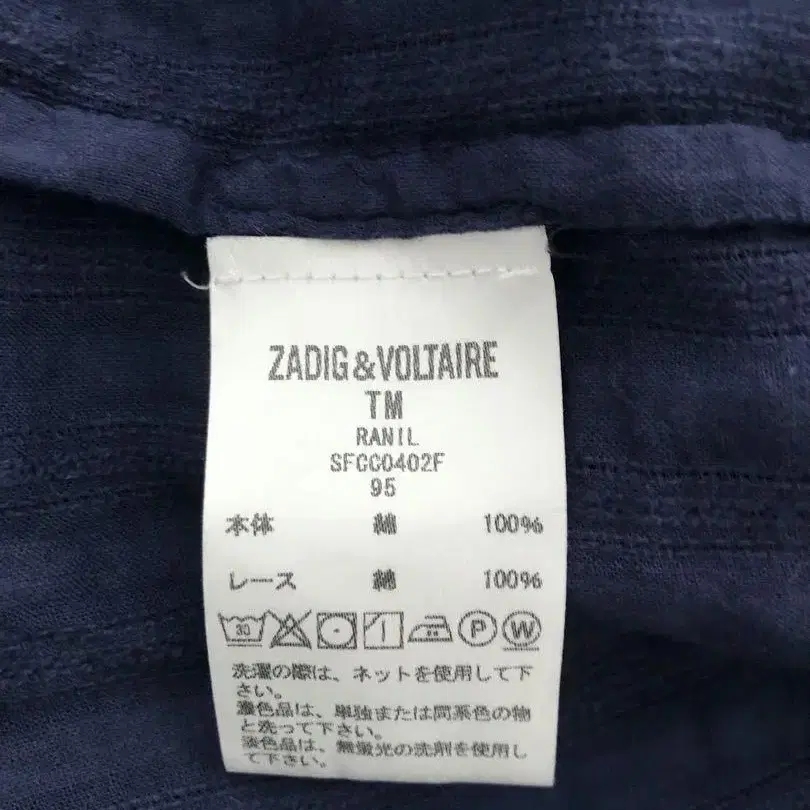 ZADIG&VOLTAIRE
TM
RANIL
SFCC0402F
95
本体 綿 100%
レース 綿 100%
30 P W
洗濯の際は、ネットを使用して下
さい。
濃色品は、単独または同系色の物
と洗って下さい。
淡色品は、無蛍光の洗剤を使用し
て下さい。